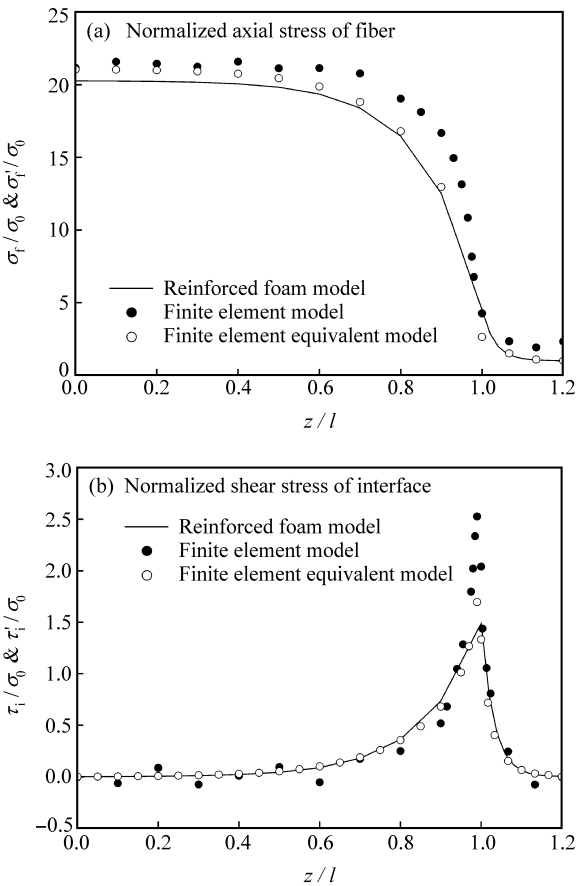 (a) Normalized axial stress of fiber
25
20
15
10
5
0
σf / σ0 & σf' / σ0
Reinforced foam model
Finite element model
Finite element equivalent model
0.0 0.2 0.4 0.6 0.8 1.0 1.2
z / l
(b) Normalized shear stress of interface
3.0
2.5
2.0
1.5
1.0
0.5
0.0
−0.5
τi / σ0 & τi' / σ0
Reinforced foam model
Finite element model
Finite element equivalent model
0.0 0.2 0.4 0.6 0.8 1.0 1.2
z / l